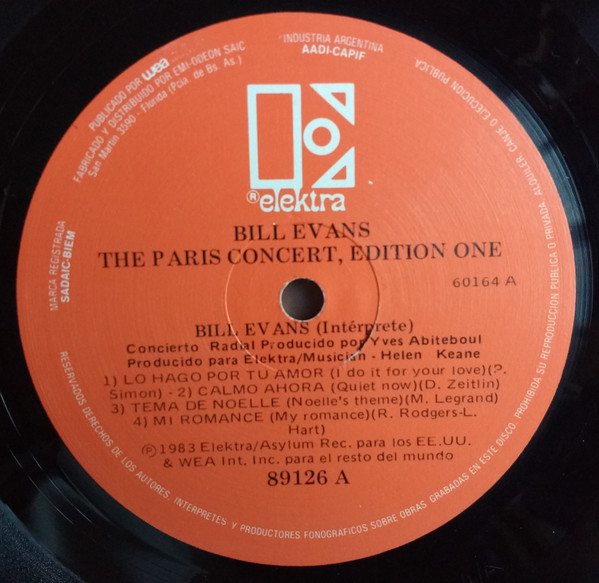 INDUSTRIA ARGENTINA
AADI-CAPIF
PUBLICADO POR wea
FABRICADO Y DISTRIBUIDO POR EMI-ODEON SAIC
San Martin 3590 - Florida (Pcia. de Bs. As.)
MARCA REGISTRADA
SADAIC-BIEM
® elektra
BILL EVANS
THE PARIS CONCERT, EDITION ONE
60164 A
BILL EVANS (Intérprete)
Concierto Radial Producido por Yves Abiteboul
Producido para Elektra/Musician - Helen Keane
1) LO HAGO POR TU AMOR (I do it for your love)(P.
Simon) - 2) CALMO AHORA (Quiet now)(D. Zeitlin)
3) TEMA DE NOELLE (Noelle's theme)(M. Legrand)
4) MI ROMANCE (My romance)(R. Rodgers-L.
Hart)
Ⓟ 1983 Elektra/Asylum Rec. para los EE.UU.
& WEA Int. Inc. para el resto del mundo
89126 A
RESERVADOS DERECHOS DE LOS AUTORES, INTERPRETES Y PRODUCTORES FONOGRAFICOS SOBRE OBRAS GRABADAS EN ESTE DISCO. PROHIBIDA SU REPRODUCCION PUBLICA O PRIVADA, ALQUILER, CANJE O EJECUCION PUBLICA